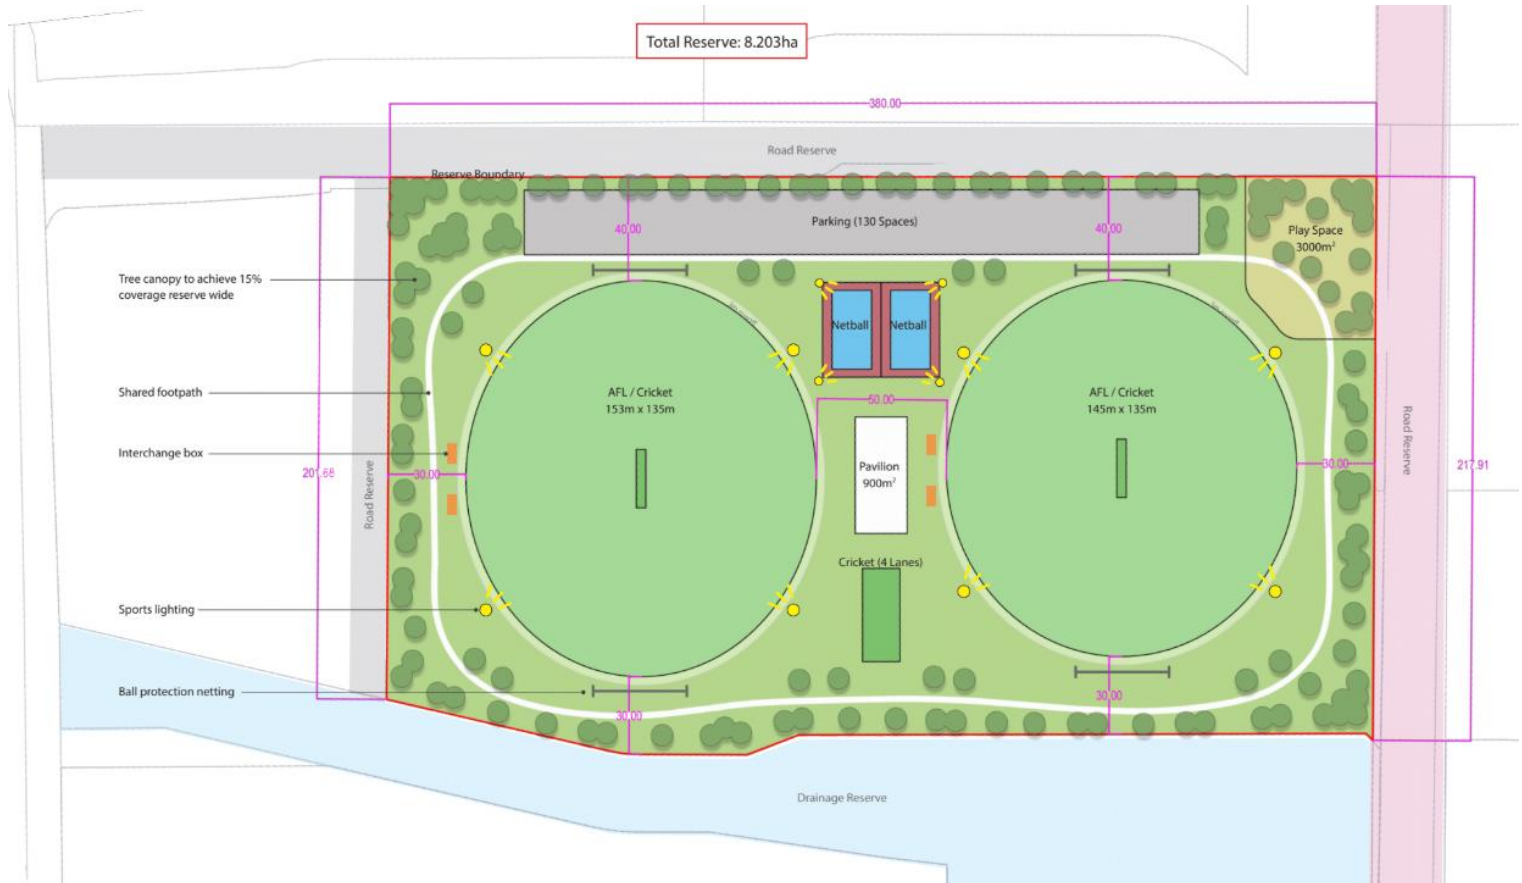 Total Reserve: 8.203ha
380.00
Road Reserve
Reserve Boundary
Parking (130 Spaces)
40.00
40.00
Play Space
3000m²
Tree canopy to achieve 15%
coverage reserve wide
Netball
Netball
Shared footpath
AFL / Cricket
153m x 135m
AFL / Cricket
145m x 135m
50.00
Road Reserve
Interchange box
201.68
30.00
Pavilion
900m²
30.00
217.91
Road Reserve
Cricket (4 Lanes)
Sports lighting
Ball protection netting
30.00
30.00
Drainage Reserve